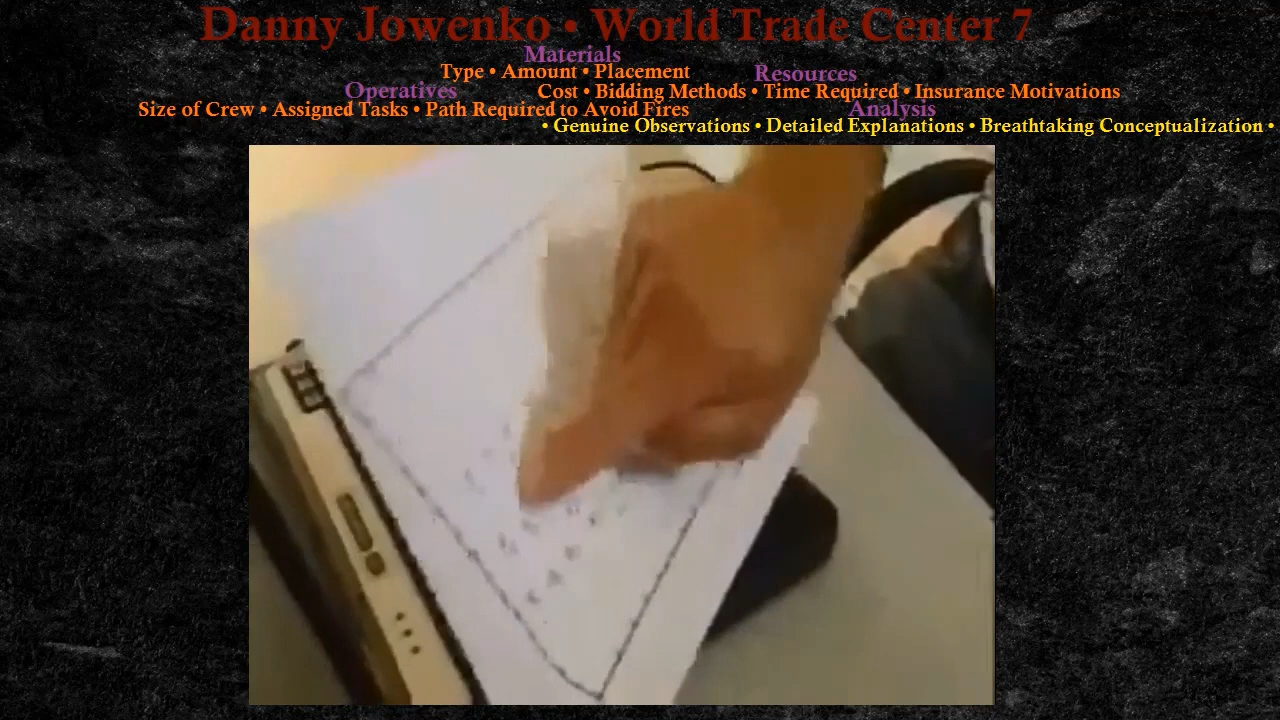 Danny Jowenko • World Trade Center 7
Materials
Type • Amount • Placement
Resources
Operatives
Cost • Bidding Methods • Time Required • Insurance Motivations
Size of Crew • Assigned Tasks • Path Required to Avoid Fires
Analysis
• Genuine Observations • Detailed Explanations • Breathtaking Conceptualization •